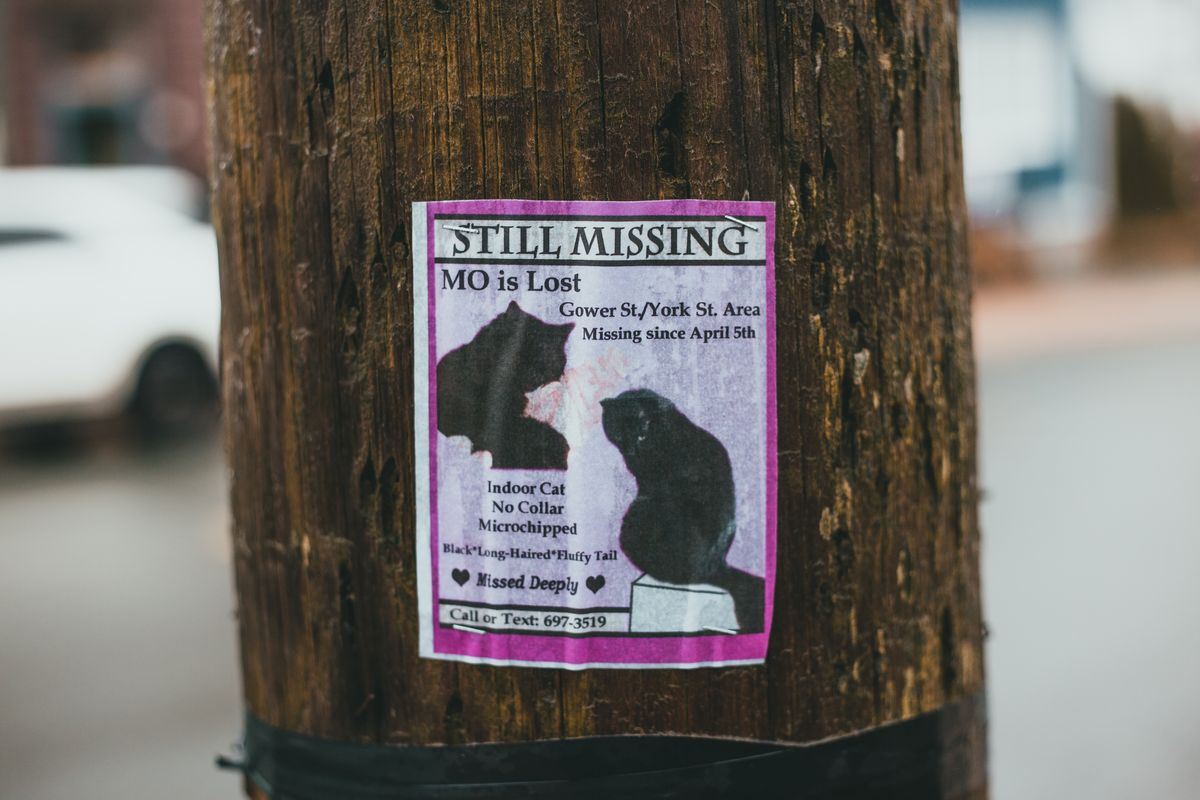 STILL MISSING
MO is Lost
Gower St./York St. Area
Missing since April 5th
Indoor Cat
No Collar
Microchipped
Black*Long-Haired*Fluffy Tail
♥ Missed Deeply ♥
Call or Text: 697-3519